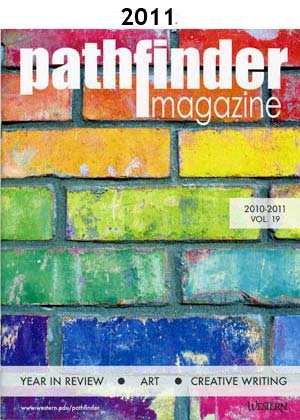 2011
pathfinder
magazine
2010-2011
VOL. 19
YEAR IN REVIEW • ART • CREATIVE WRITING
www.western.edu/pathfinder
WESTERN